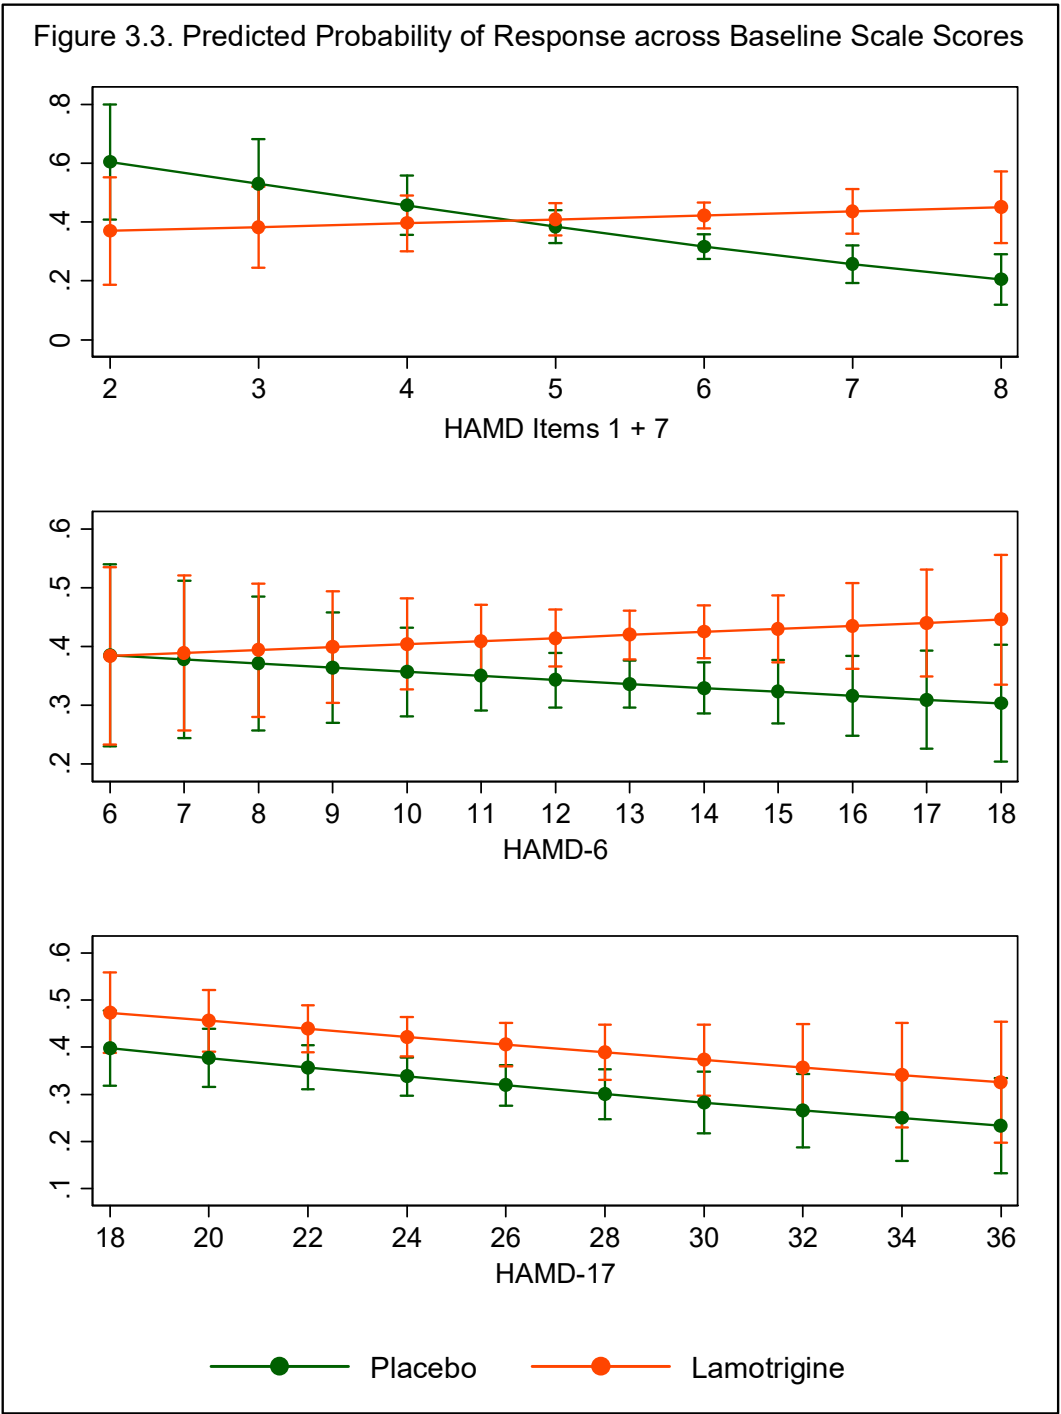 Figure 3.3. Predicted Probability of Response across Baseline Scale Scores
.8
.6
.4
.2
0
2 3 4 5 6 7 8
HAMD Items 1 + 7
.6
.5
.4
.3
.2
6 7 8 9 10 11 12 13 14 15 16 17 18
HAMD-6
.6
.5
.4
.3
.2
.1
18 20 22 24 26 28 30 32 34 36
HAMD-17
Placebo Lamotrigine